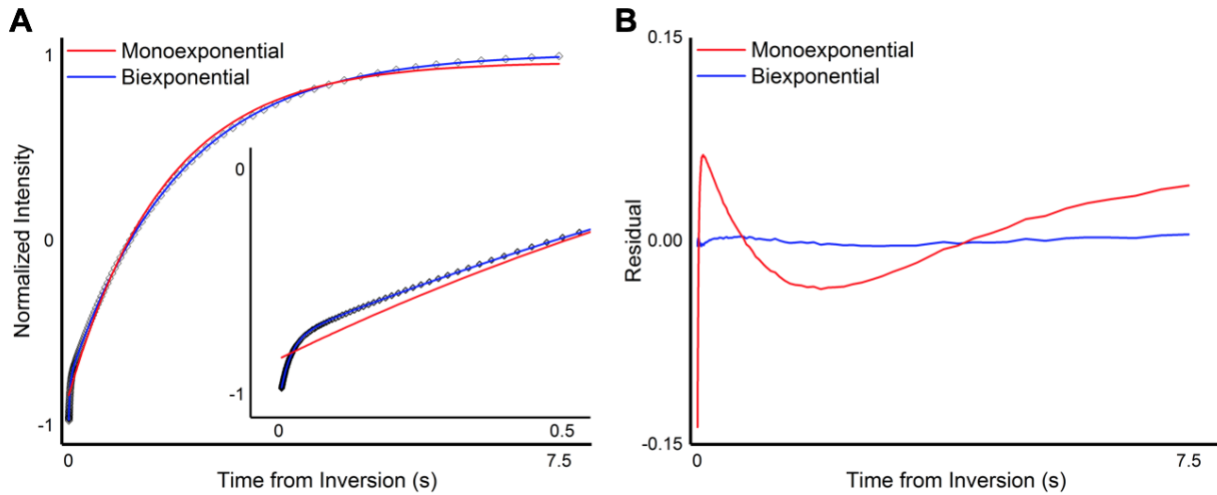 A
Monoexponential
Biexponential
1
0
-1
Normalized Intensity
0
7.5
Time from Inversion (s)
0
-1
0
0.5
B
Monoexponential
Biexponential
0.15
0.00
-0.15
Residual
0
7.5
Time from Inversion (s)